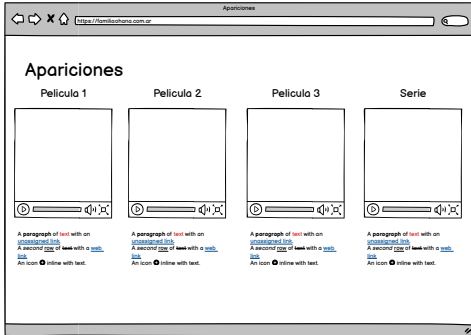 Apariciones
https://familiaohana.com.ar
Apariciones
Pelicula 1
Pelicula 2
Pelicula 3
Serie
A paragraph of text with an
unassigned link.
A second row of text with a web
link
An icon inline with text.
A paragraph of text with an
unassigned link.
A second row of text with a web
link
An icon inline with text.
A paragraph of text with an
unassigned link.
A second row of text with a web
link
An icon inline with text.
A paragraph of text with an
unassigned link.
A second row of text with a web
link
An icon inline with text.